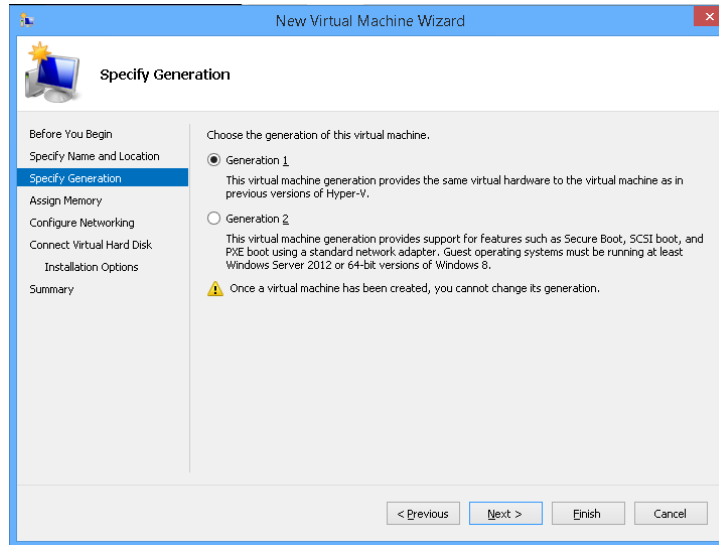 New Virtual Machine Wizard
Specify Generation
Before You Begin
Specify Name and Location
Specify Generation
Assign Memory
Configure Networking
Connect Virtual Hard Disk
Installation Options
Summary
Choose the generation of this virtual machine.
Generation 1
This virtual machine generation provides the same virtual hardware to the virtual machine as in
previous versions of Hyper-V.
Generation 2
This virtual machine generation provides support for features such as Secure Boot, SCSI boot, and
PXE boot using a standard network adapter. Guest operating systems must be running at least
Windows Server 2012 or 64-bit versions of Windows 8.
Once a virtual machine has been created, you cannot change its generation.
< Previous
Next >
Finish
Cancel